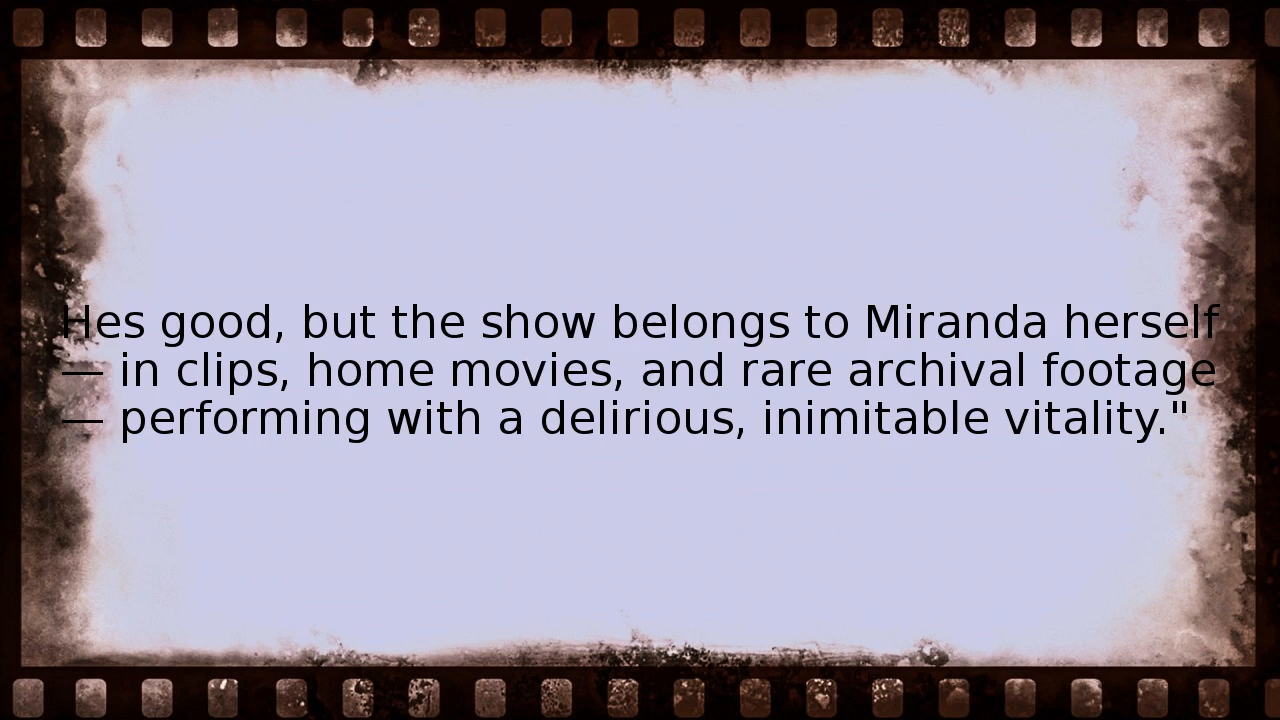 Hes good, but the show belongs to Miranda herself
— in clips, home movies, and rare archival footage
— performing with a delirious, inimitable vitality."